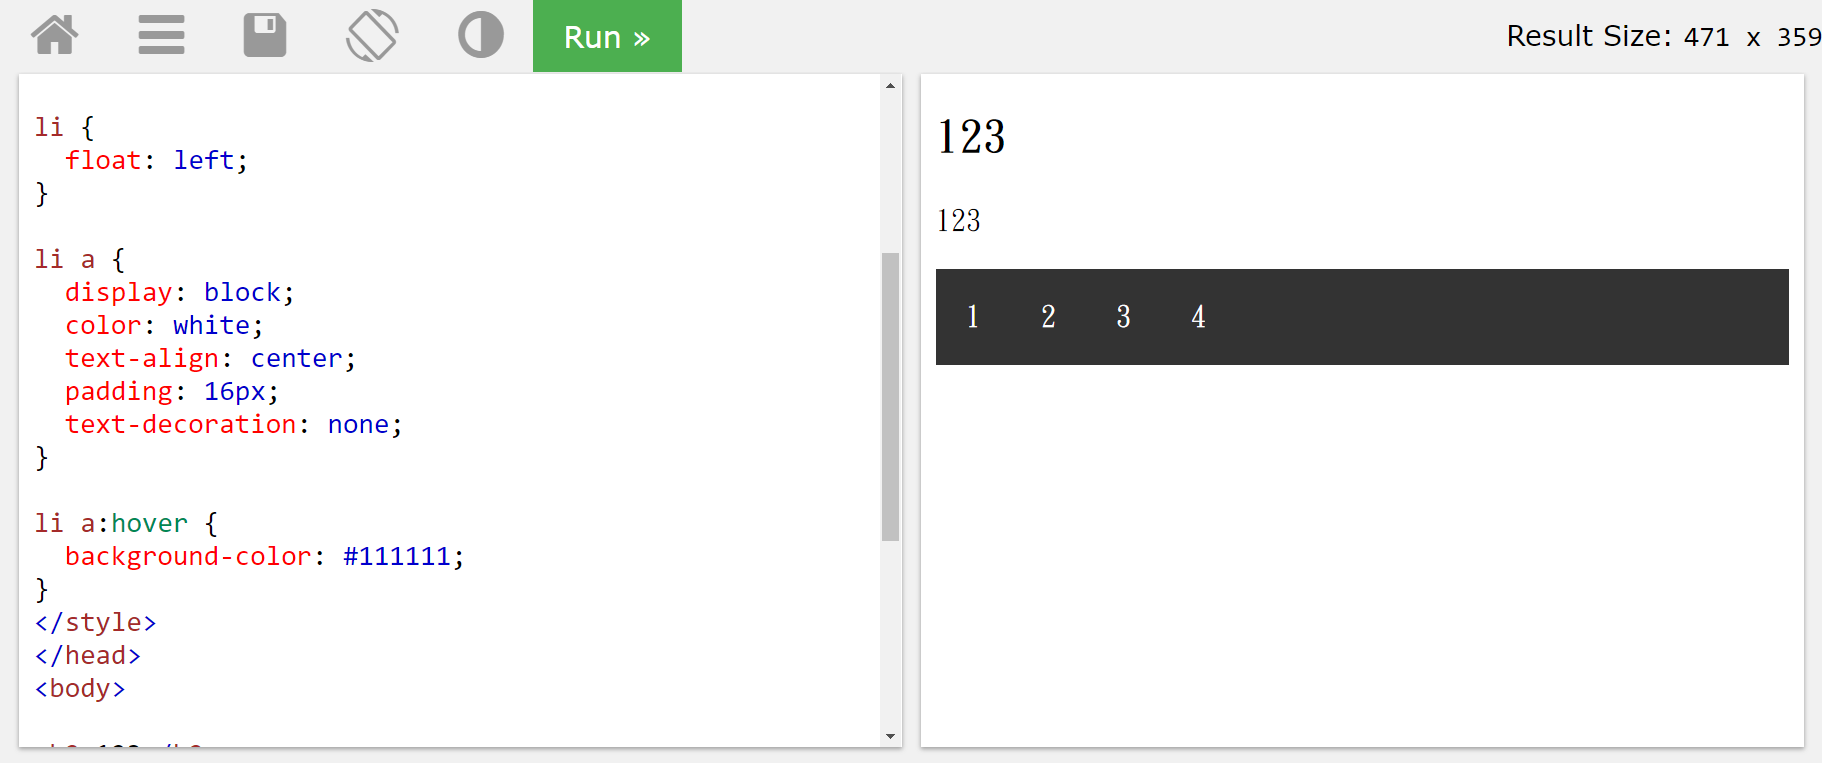 Run »
Result Size: 471 x 359
li {
  float: left;
}
li a {
  display: block;
  color: white;
  text-align: center;
  padding: 16px;
  text-decoration: none;
}
li a:hover {
  background-color: #111111;
}
</style>
</head>
<body>
123
123
1 2 3 4